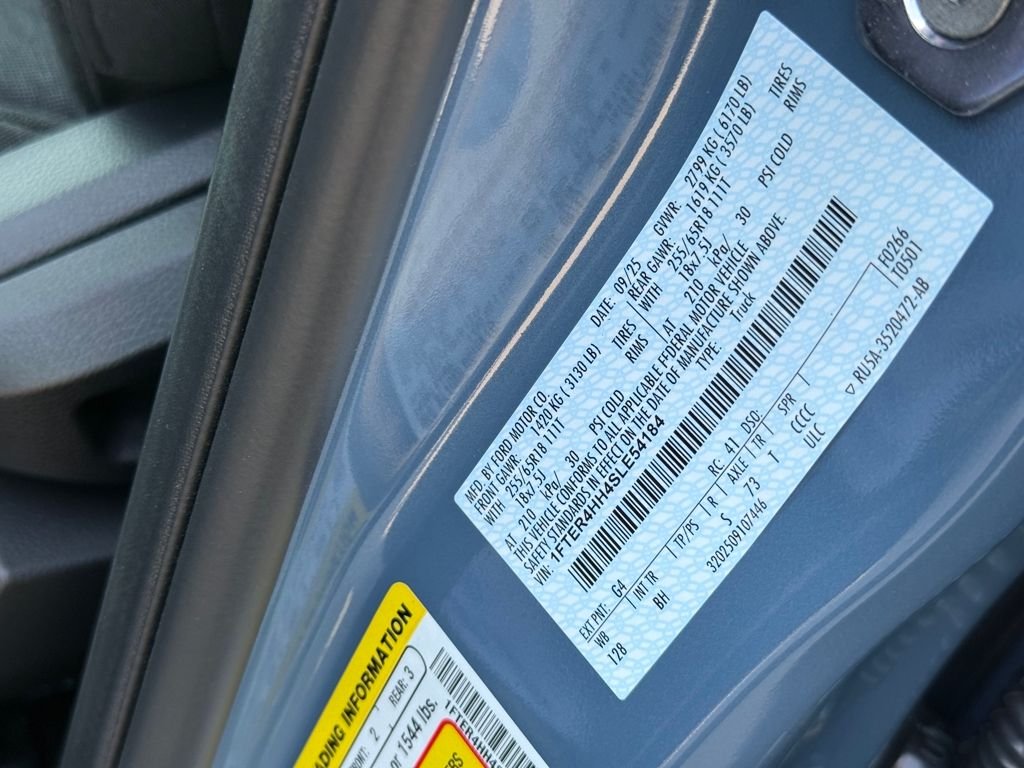 MFD. BY FORD MOTOR CO. DATE: 09/25 GVWR: 2799 KG ( 6170 LB)
FRONT GAWR: 1420 KG ( 3130 LB) REAR GAWR: 1619 KG ( 3570 LB)
WITH 255/65R18 111T TIRES WITH 255/65R18 111T TIRES
18x7.5J RIMS 18x7.5J RIMS
AT 210 kPa/ 30 PSI COLD AT 210 kPa/ 30 PSI COLD
THIS VEHICLE CONFORMS TO ALL APPLICABLE FEDERAL MOTOR VEHICLE
SAFETY STANDARDS IN EFFECT ON THE DATE OF MANUFACTURE SHOWN ABOVE.
VIN: 1FTER4HH4SLE54184 TYPE: Truck
EXT PNT: G4 RC: 41 DSO: F0266
WB INT TR TP/PS R AXLE TR SPR T0501
128 BH S 73 T CCCC
3202509107446 ULC ▽ RU5A-3520472-AB
ADING INFORMATION
2 REAR: 3
or 1544 lbs.
1FTER4HH4